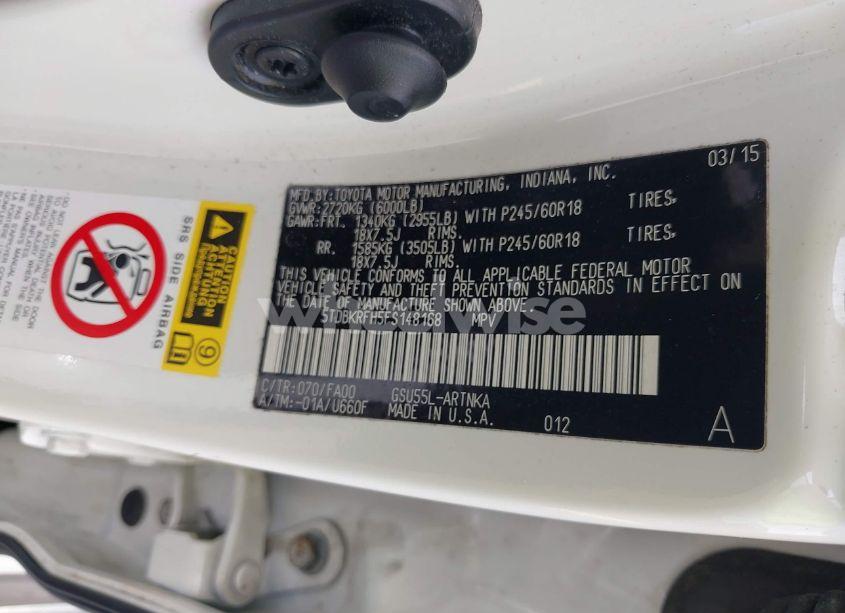 03/15
MFD.BY:TOYOTA MOTOR MANUFACTURING, INDIANA, INC.
GVWR:2720KG (6000LB)
GAWR:FRT. 1340KG (2955LB) WITH P245/60R18 TIRES,
18X7.5J RIMS.
RR. 1585KG (3505LB) WITH P245/60R18 TIRES,
18X7.5J RIMS.
THIS VEHICLE CONFORMS TO ALL APPLICABLE FEDERAL MOTOR
VEHICLE SAFETY AND THEFT PREVENTION STANDARDS IN EFFECT ON
THE DATE OF MANUFACTURE SHOWN ABOVE.
5TDBKRFH5FS148168 MPV
C/TR:070/FA00 GSU55L-ARTNKA
A/TM:-01A/U660F MADE IN U.S.A. 012
A
SRS SIDE AIRBAG
CAUTION
ATTENTION
ACHTUNG
9